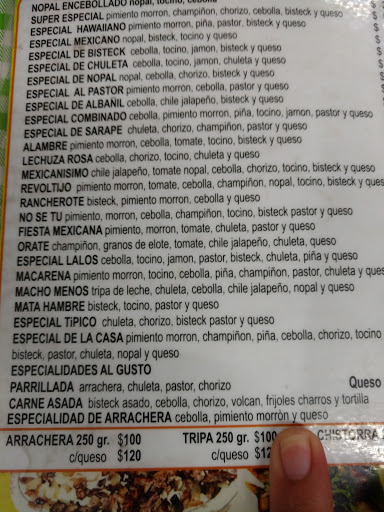 NOPAL ENCEBOLLADO nopal, tocino, cebolla
SUPER ESPECIAL pimiento morron, champiñon, chorizo, cebolla, bisteck y queso
ESPECIAL HAWAIIANO pimiento morron, piña, pastor, bisteck y queso
ESPECIAL MEXICANO nopal, bisteck, tocino y queso
ESPECIAL DE BISTECK cebolla, tocino, jamon, bisteck y queso
ESPECIAL DE CHULETA cebolla, tocino, jamon, chuleta y queso
ESPECIAL DE NOPAL nopal, cebolla, chorizo, bisteck y queso
ESPECIAL AL PASTOR pimiento morron, cebolla, pastor y queso
ESPECIAL DE ALBANIL cebolla, chile jalapeño, bisteck y queso
ESPECIAL COMBINADO cebolla, pimiento morron, piña, tocino, jamon, pastor y queso
ESPECIAL DE SARAPE chuleta, chorizo, champiñon, pastor y queso
ALAMBRE pimiento morron, cebolla, tomate, tocino, bisteck y queso
LECHUZA ROSA cebolla, chorizo, tocino, chuleta y queso
MEXICANISIMO chile jalapeño, tomate nopal, cebolla, chorizo, tocino, bisteck y queso
REVOLTIJO pimiento morron, tomate, cebolla, champiñon, nopal, tocino, bisteck y ques
RANCHEROTE bisteck, pimiento morron, cebolla y queso
NO SE TU pimiento, morron, cebolla, champiñon, tocino, bisteck pastor y queso
FIESTA MEXICANA pimiento, morron, tomate, chuleta, pastor y queso
ORATE champiñon, granos de elote, tomate, chile jalapeño, chuleta, queso
ESPECIAL LALOS cebolla, tocino, jamon, pastor, bisteck, chuleta, piña y queso
MACARENA pimiento morron, tocino, cebolla, piña, champiñon, pastor, chuleta y ques
MACHO MENOS tripa de leche, chuleta, cebolla, chile jalapeño, nopal y queso
MATA HAMBRE bisteck, tocino, pastor y queso
ESPECIAL TíPICO chuleta, chorizo, bisteck pastor y queso
ESPECIAL DE LA CASA pimiento morron, champiñon, piña, cebolla, chorizo, tocino
bisteck, pastor, chuleta, nopal y queso
ESPECIALIDADES AL GUSTO
PARRILLADA arrachera, chuleta, pastor, chorizo Queso
CARNE ASADA bisteck asado, cebolla, chorizo, volcan, frijoles charros y tortilla
ESPECIALIDAD DE ARRACHERA cebolla, pimiento morròn y queso
ARRACHERA 250 gr. $100 TRIPA 250 gr. $100 CHISTORRA
c/queso $120 c/queso